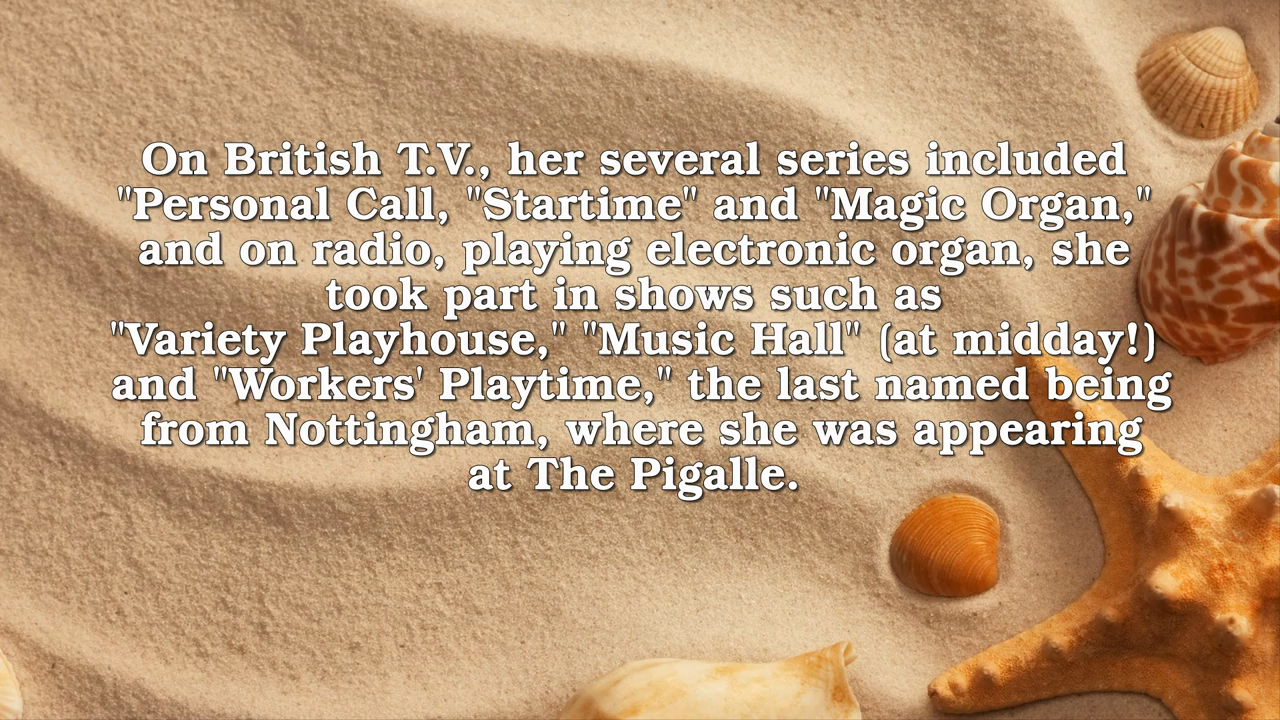 On British T.V., her several series included
"Personal Call, "Startime" and "Magic Organ,"
and on radio, playing electronic organ, she
took part in shows such as
"Variety Playhouse," "Music Hall" (at midday!)
and "Workers' Playtime," the last named being
from Nottingham, where she was appearing
at The Pigalle.